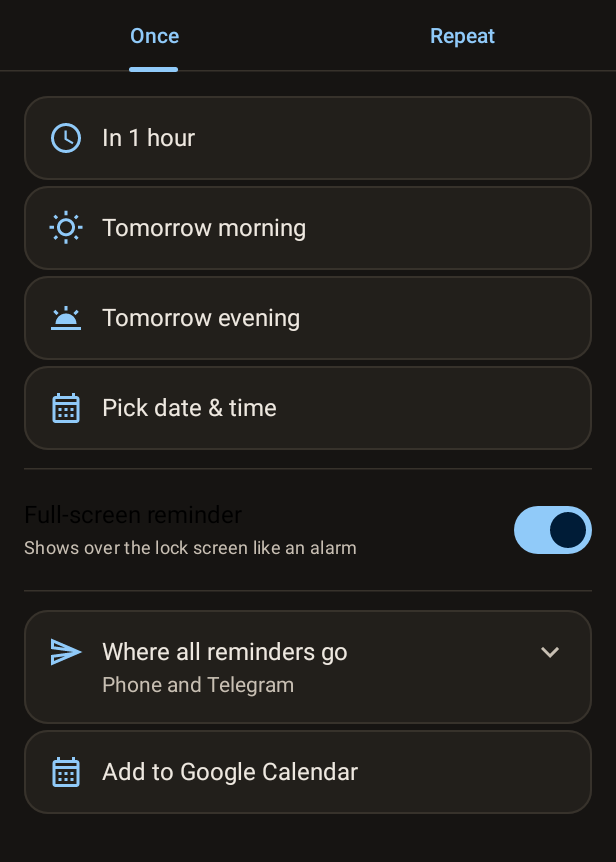 Once
Repeat
In 1 hour
Tomorrow morning
Tomorrow evening
Pick date & time
Full-screen reminder
Shows over the lock screen like an alarm
Where all reminders go
Phone and Telegram
Add to Google Calendar